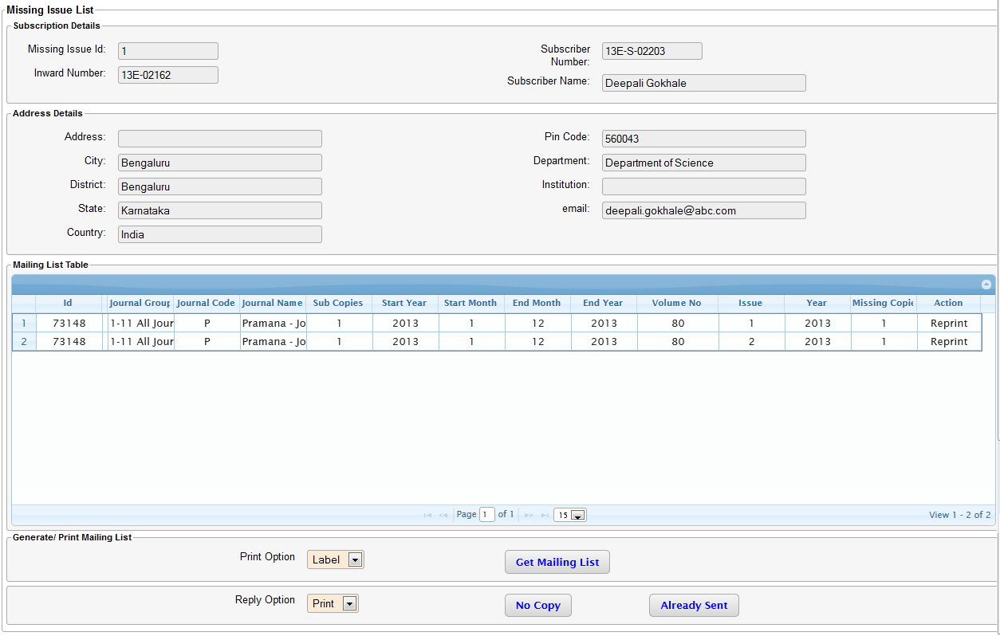 Missing Issue List
Subscription Details
Missing Issue Id: 1
Subscriber Number: 13E-S-02203
Inward Number: 13E-02162
Subscriber Name: Deepali Gokhale
Address Details
Address:
Pin Code: 560043
City: Bengaluru
Department: Department of Science
District: Bengaluru
Institution:
State: Karnataka
email: deepali.gokhale@abc.com
Country: India
Mailing List Table
Id Journal Group Journal Code Journal Name Sub Copies Start Year Start Month End Month End Year Volume No Issue Year Missing Copie Action
1 73148 1-11 All Jour P Pramana - Jo 1 2013 1 12 2013 80 1 2013 1 Reprint
2 73148 1-11 All Jour P Pramana - Jo 1 2013 1 12 2013 80 2 2013 1 Reprint
Page 1 of 1 15 View 1 - 2 of 2
Generate/ Print Mailing List
Print Option Label Get Mailing List
Reply Option Print No Copy Already Sent